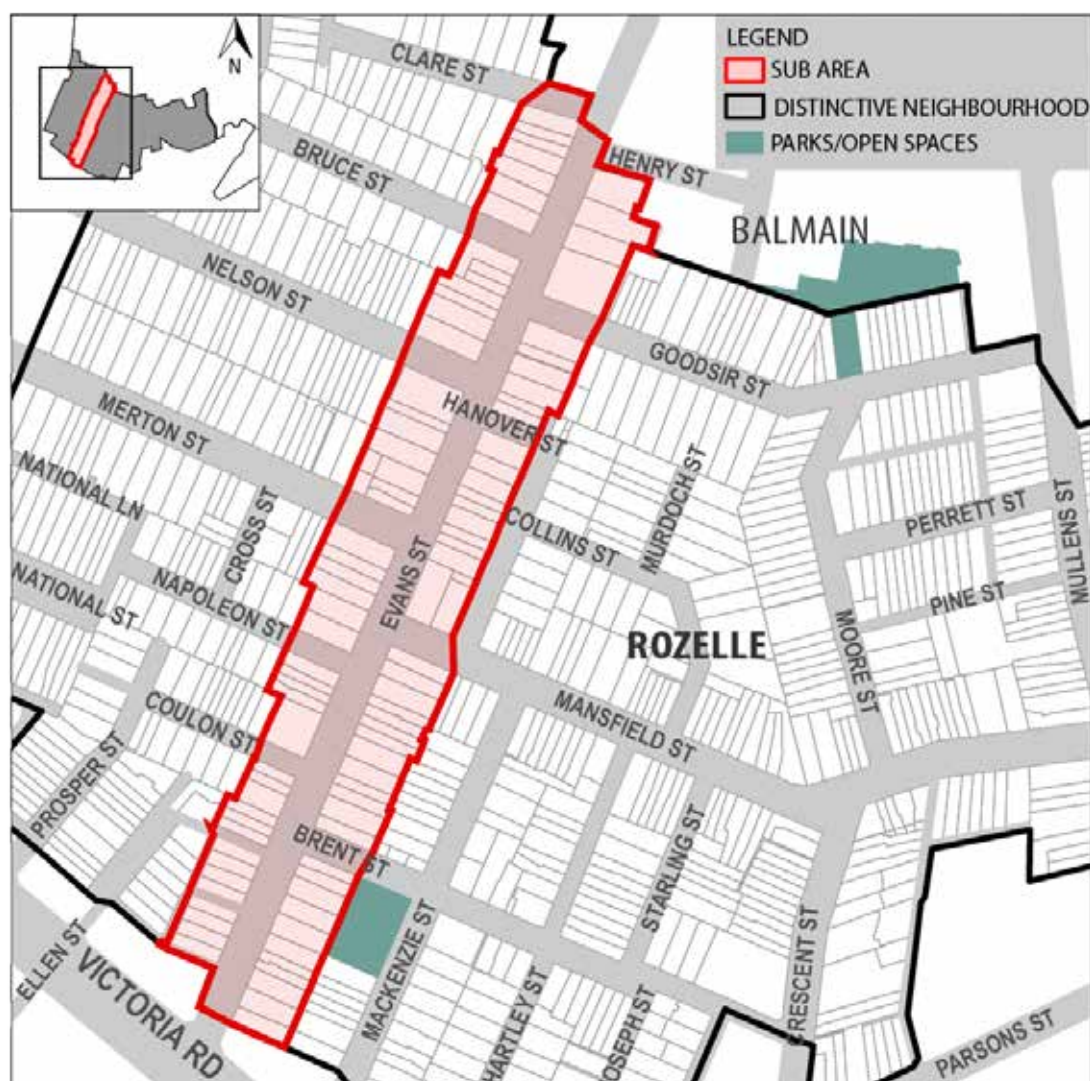 N
LEGEND
SUB AREA
DISTINCTIVE NEIGHBOURHOOD
PARKS/OPEN SPACES
CLARE ST
HENRY ST
BRUCE ST
BALMAIN
NELSON ST
GOODSIR ST
MERTON ST
HANOVER ST
NATIONAL LN
CROSS ST
COLLINS ST
MURDOCH ST
PERRETT ST
MULLENS ST
EVANS ST
NATIONAL ST
NAPOLEON ST
PINE ST
ROZELLE
MOORE ST
COULON ST
MANSFIELD ST
PROSPER ST
BRENT ST
STARLING ST
ELLEN ST
VICTORIA RD
MACKENZIE ST
HARTLEY ST
JOSEPH ST
CRESCENT ST
PARSONS ST